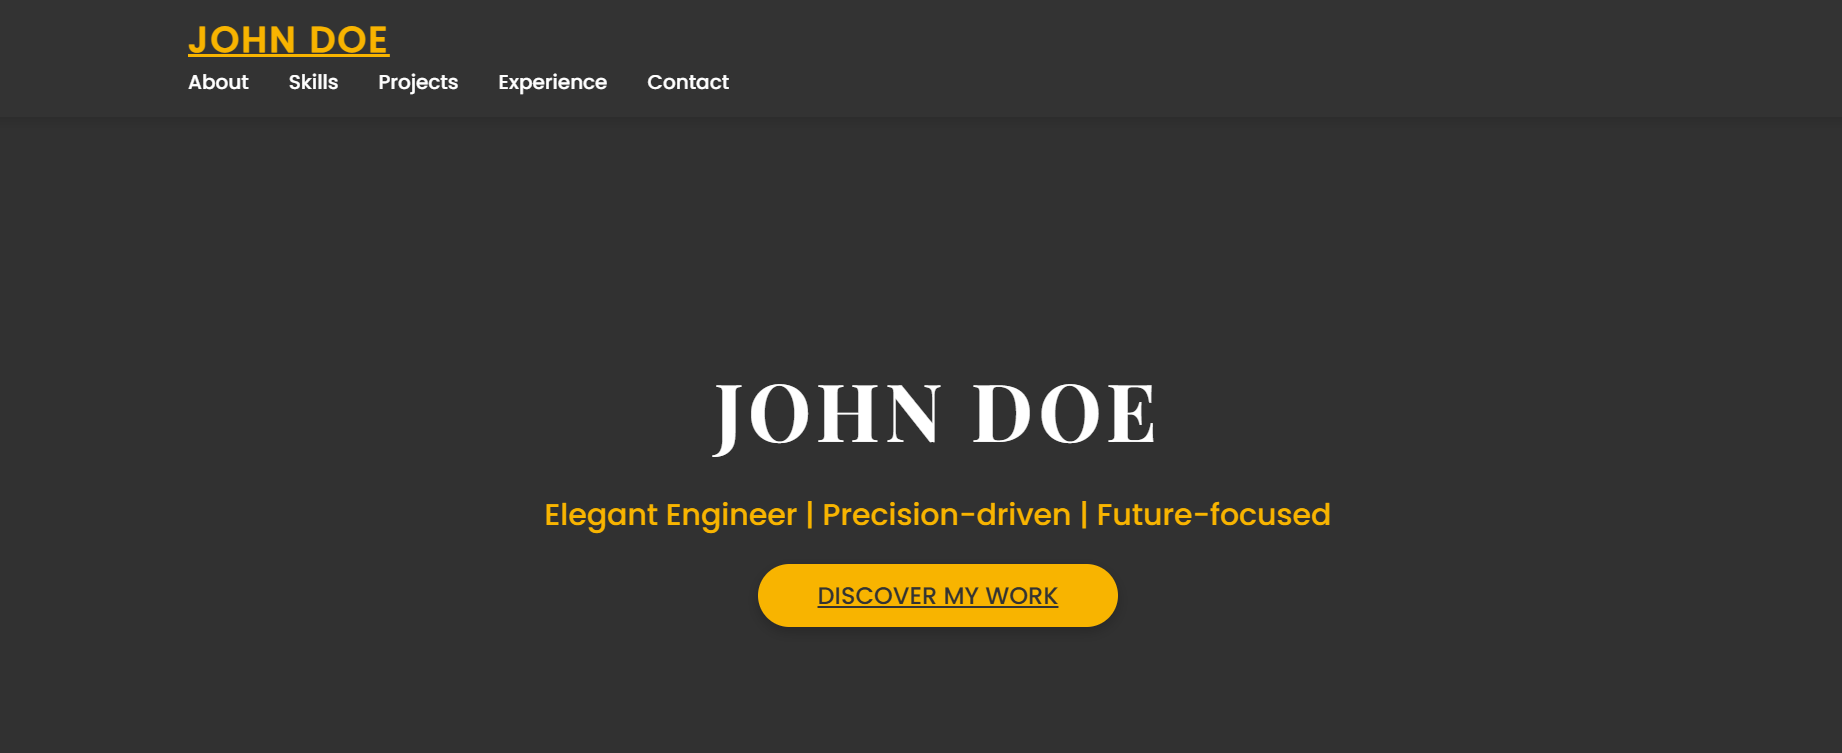 JOHN DOE
About Skills Projects Experience Contact
JOHN DOE
Elegant Engineer | Precision-driven | Future-focused
DISCOVER MY WORK